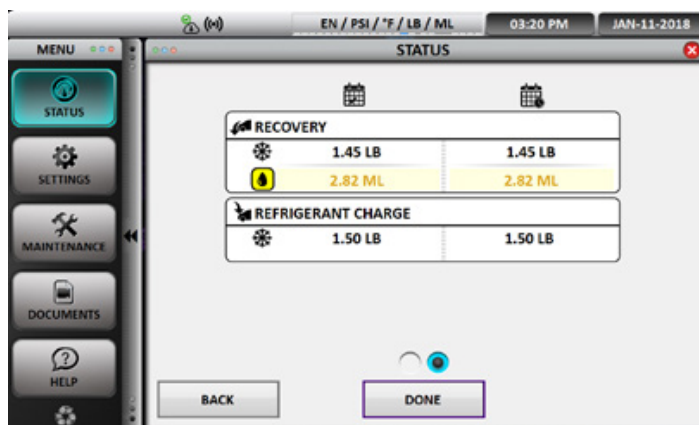 EN / PSI / °F / LB / ML 03:20 PM JAN-11-2018
MENU STATUS
STATUS
SETTINGS
MAINTENANCE
DOCUMENTS
HELP
RECOVERY
1.45 LB 1.45 LB
2.82 ML 2.82 ML
REFRIGERANT CHARGE
1.50 LB 1.50 LB
BACK DONE